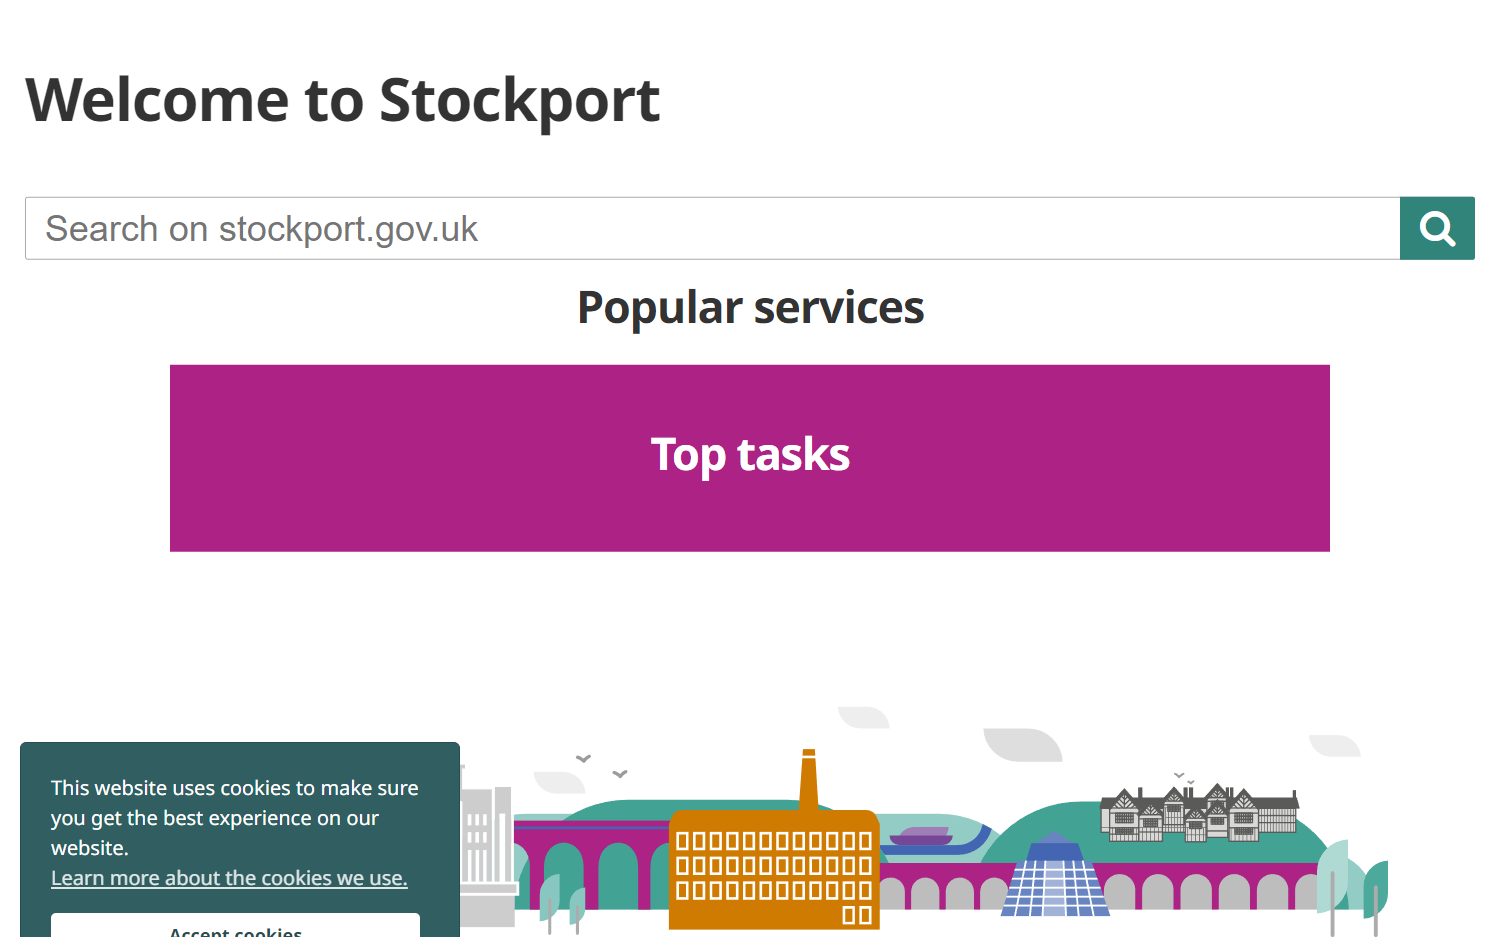 Welcome to Stockport
Search on stockport.gov.uk
Popular services
Top tasks
This website uses cookies to make sure
you get the best experience on our
website.
Learn more about the cookies we use.
Accept cookies